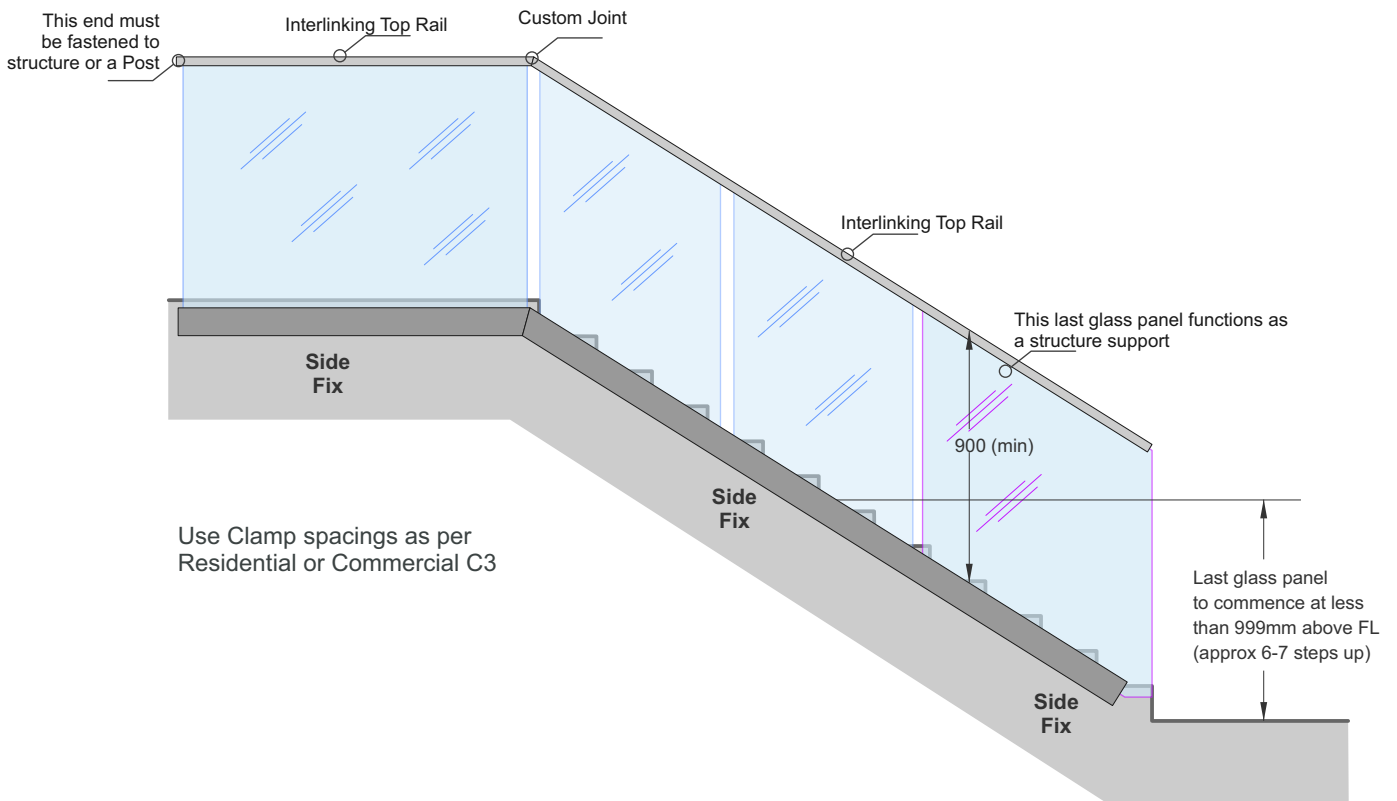 This end must
be fastened to
structure or a Post
Interlinking Top Rail
Custom Joint
Interlinking Top Rail
This last glass panel functions as
a structure support
900 (min)
Side
Fix
Side
Fix
Use Clamp spacings as per
Residential or Commercial C3
Last glass panel
to commence at less
than 999mm above FL
(approx 6-7 steps up)
Side
Fix